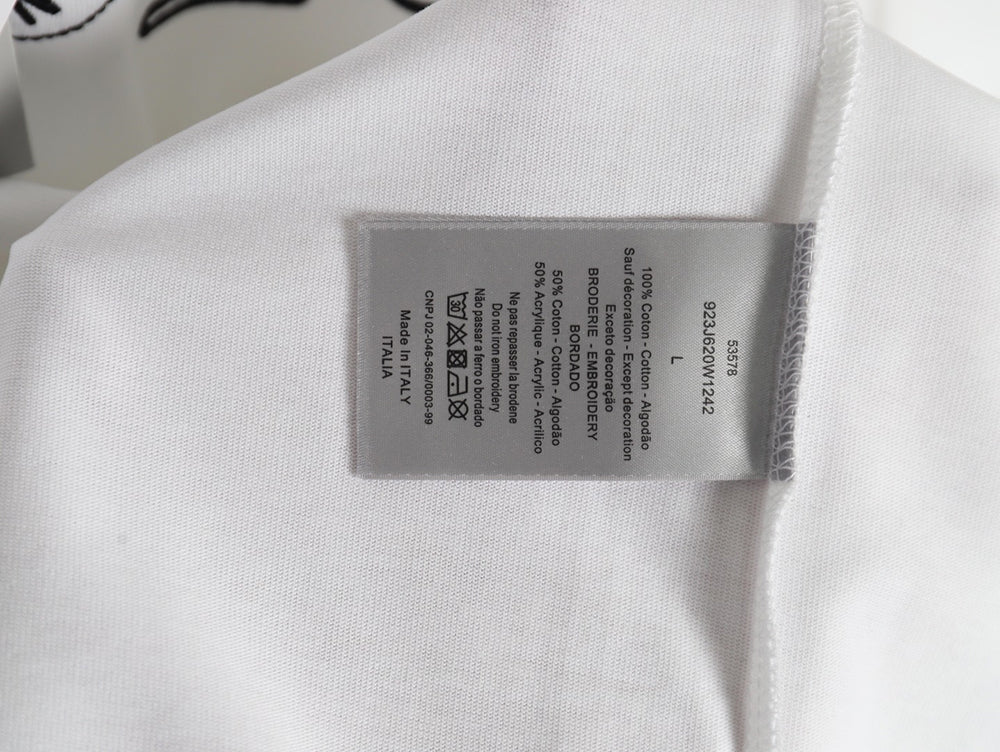 53578
923J620W1242
L
100% Coton - Cotton - Algodão
Sauf décoration - Except decoration
Exceto decoração
BRODERIE - EMBROIDERY
BORDADO
50% Coton - Cotton - Algodão
50% Acrylique - Acrylic - Acrílico
Ne pas repasser la brodene
Do not iron embroidery
Não passar a ferro o bordado
30
CNPJ 02-046-366/0003-99
Made In ITALY
ITALIA